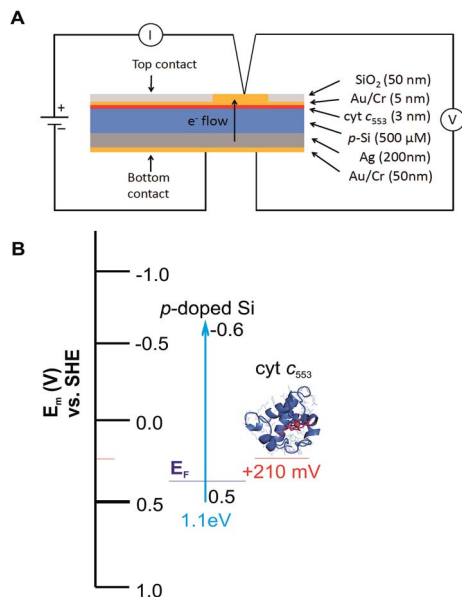 A
I
Top contact
SiO₂ (50 nm)
Au/Cr (5 nm)
cyt c₅₅₃ (3 nm)
p-Si (500 μM)
Ag (200nm)
Au/Cr (50nm)
e⁻ flow
+
−
V
Bottom
contact
B
Eₘ (V)
vs. SHE
-1.0
-0.5
0.0
0.5
1.0
p-doped Si
-0.6
cyt c₅₅₃
E_F
+210 mV
0.5
1.1eV